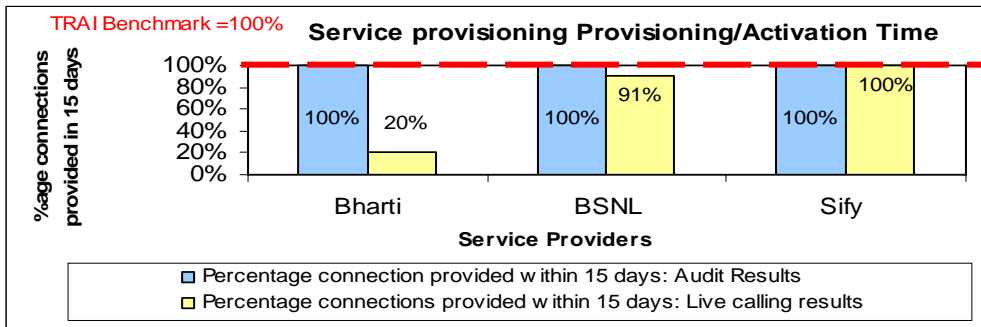 TRAI Benchmark =100%
Service provisioning Provisioning/Activation Time
%age connections
provided in 15 days
100%
80%
60%
40%
20%
0%
100%
20%
100%
91%
100%
100%
Bharti
BSNL
Sify
Service Providers
Percentage connection provided within 15 days: Audit Results
Percentage connections provided within 15 days: Live calling results